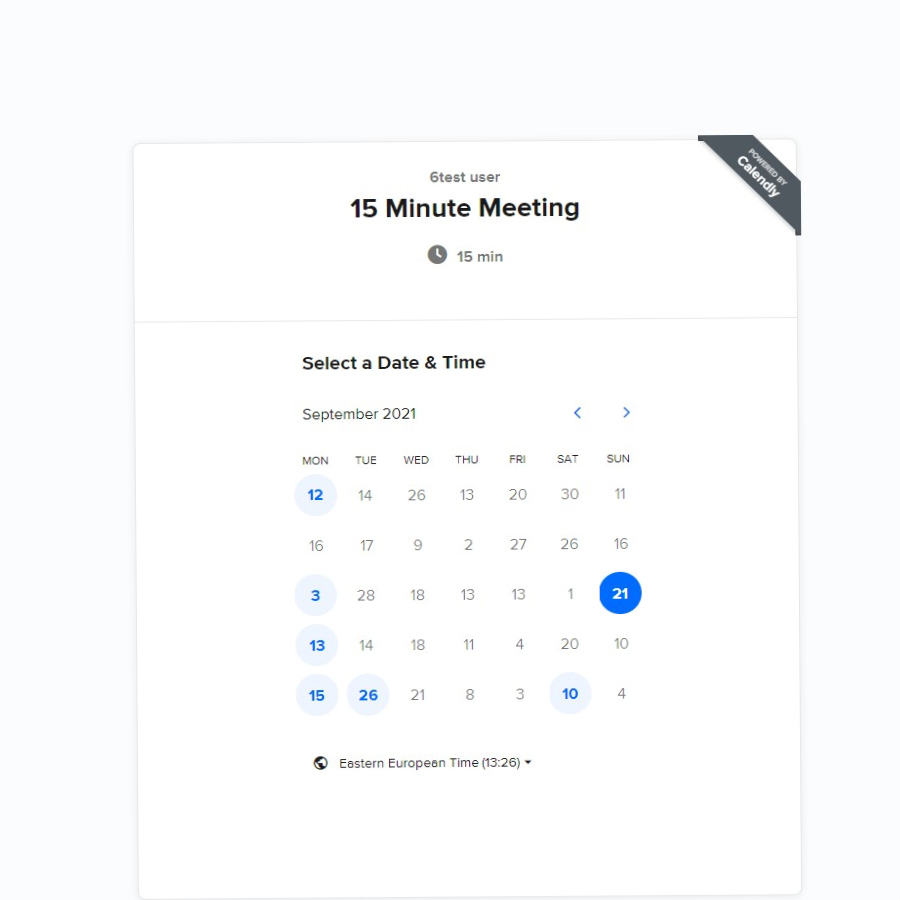 POWERED BY
Calendly
6test user
15 Minute Meeting
15 min
Select a Date & Time
September 2021
MON TUE WED THU FRI SAT SUN
12 14 26 13 20 30 11
16 17 9 2 27 26 16
3 28 18 13 13 1 21
13 14 18 11 4 20 10
15 26 21 8 3 10 4
Eastern European Time (13:26)